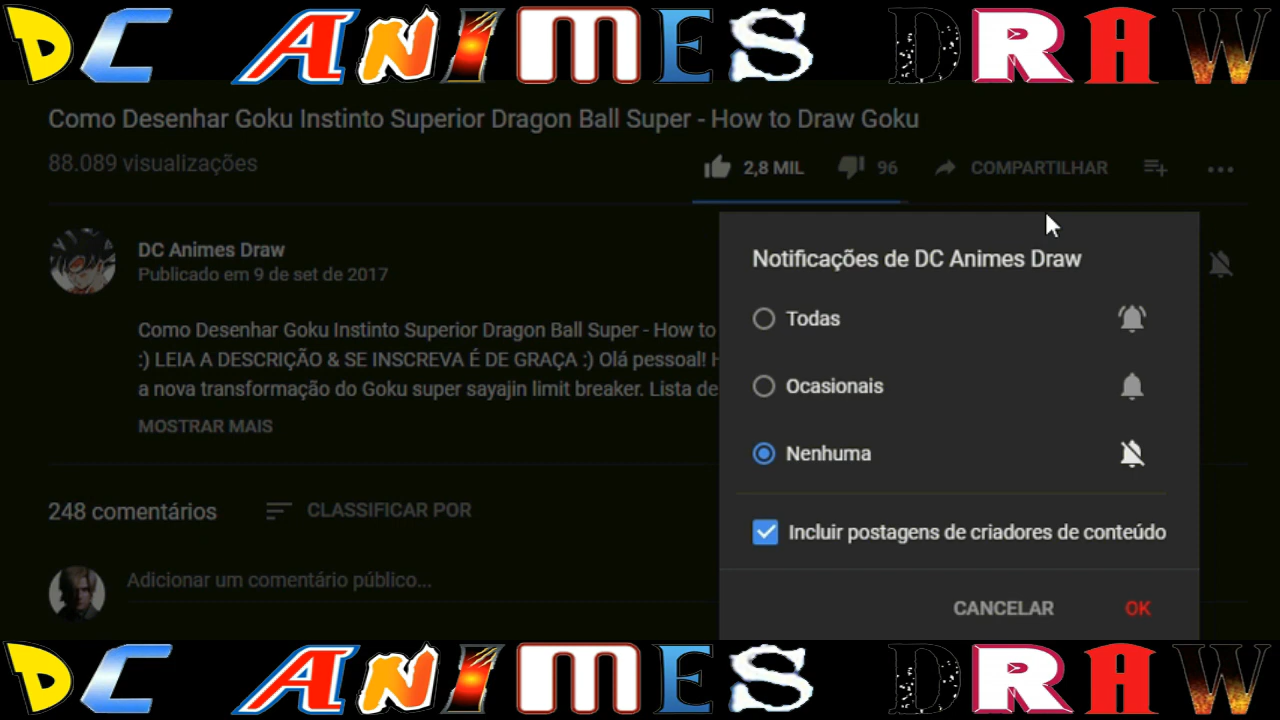 DC ANIMES DRAW
Como Desenhar Goku Instinto Superior Dragon Ball Super - How to Draw Goku
88.089 visualizações
2,8 MIL
96
COMPARTILHAR
DC Animes Draw
Publicado em 9 de set de 2017
Como Desenhar Goku Instinto Superior Dragon Ball Super - How to
:) LEIA A DESCRIÇÃO & SE INSCREVA É DE GRAÇA :) Olá pessoal!
a nova transformação do Goku super sayajin limit breaker. Lista de
MOSTRAR MAIS
248 comentários
CLASSIFICAR POR
Adicionar um comentário público...
Notificações de DC Animes Draw
Todas
Ocasionais
Nenhuma
Incluir postagens de criadores de conteúdo
CANCELAR
OK
DC ANIMES DRAW